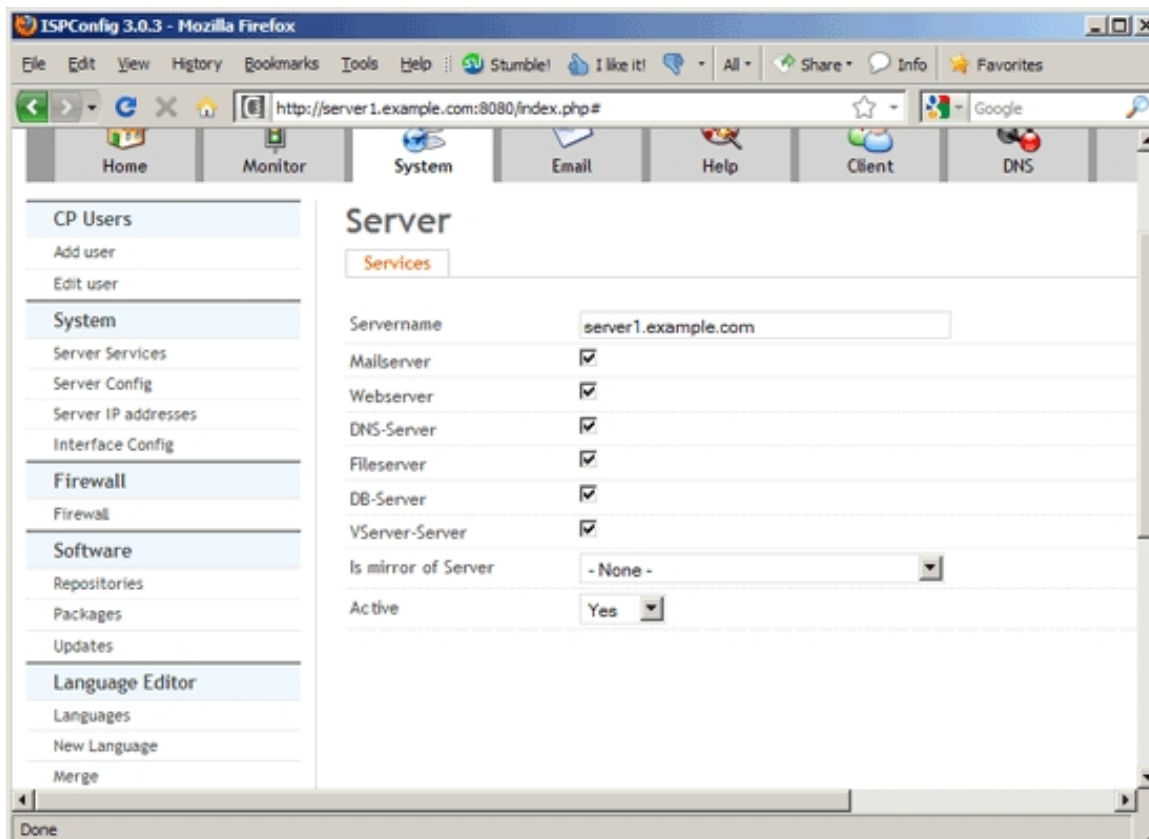 ISPConfig 3.0.3 - Mozilla Firefox
File Edit View History Bookmarks Tools Help Stumble! I like it! All Share Info Favorites
http://server1.example.com:8080/index.php# Google
Home Monitor System Email Help Client DNS
CP Users
Add user
Edit user
System
Server Services
Server Config
Server IP addresses
Interface Config
Firewall
Firewall
Software
Repositories
Packages
Updates
Language Editor
Languages
New Language
Merge
Server
Services
Servername server1.example.com
Mailserver
Webserver
DNS-Server
Fileserver
DB-Server
VServer-Server
Is mirror of Server - None -
Active Yes
Done